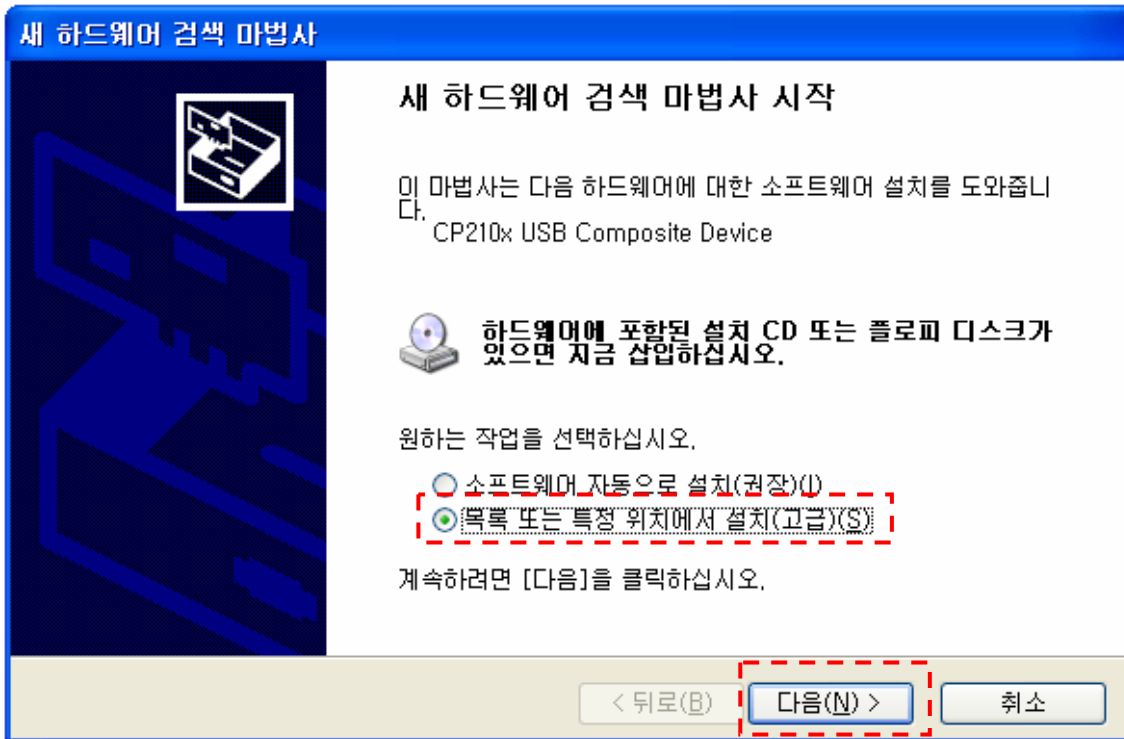 새 하드웨어 검색 마법사
새 하드웨어 검색 마법사 시작
이 마법사는 다음 하드웨어에 대한 소프트웨어 설치를 도와줍니
다.
CP210x USB Composite Device
하드웨어에 포함된 설치 CD 또는 플로피 디스크가
있으면 지금 삽입하십시오.
원하는 작업을 선택하십시오.
소프트웨어 자동으로 설치(권장)(I)
목록 또는 특정 위치에서 설치(고급)(S)
계속하려면 [다음]을 클릭하십시오.
< 뒤로(B) 다음(N) > 취소